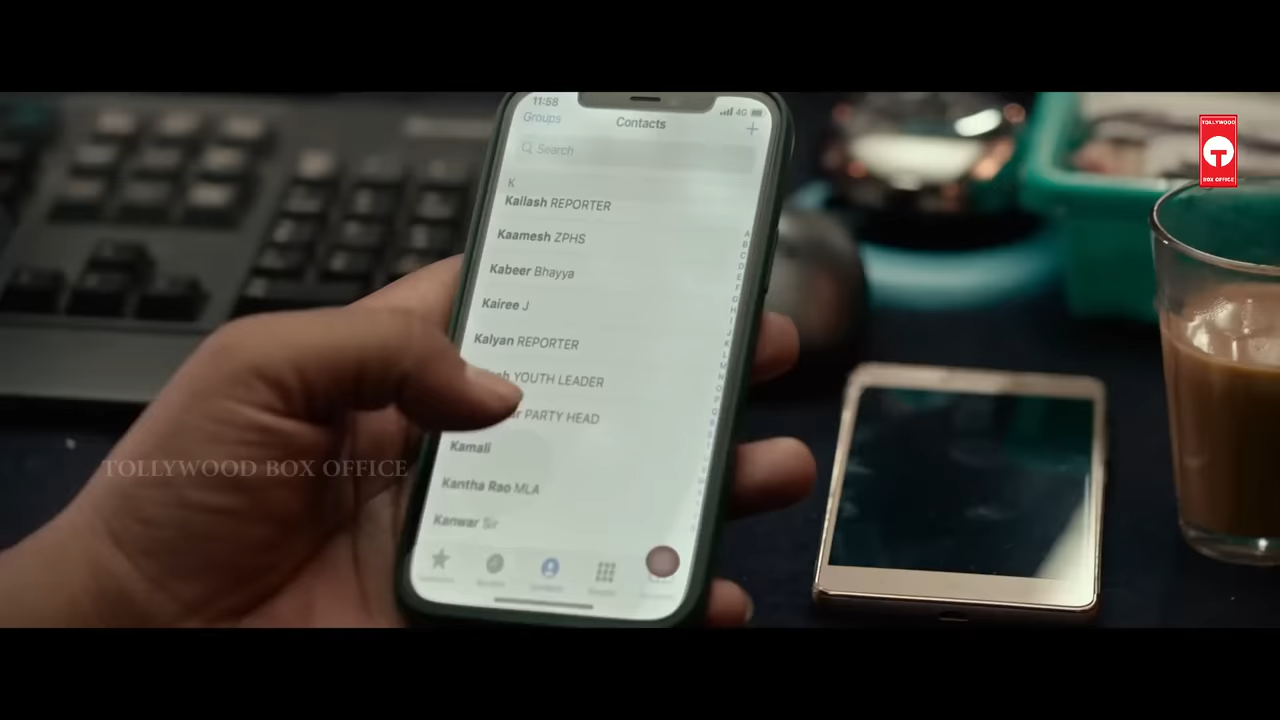 TOLLYWOOD
T
BOX OFFICE
11:58
4G
Groups
Contacts
+
Search
K
Kailash REPORTER
Kaamesh ZPHS
Kabeer Bhayya
Kairee J
Kalyan REPORTER
YOUTH LEADER
PARTY HEAD
Kamali
Kantha Rao MLA
Kanwar Sir
TOLLYWOOD BOX OFFICE